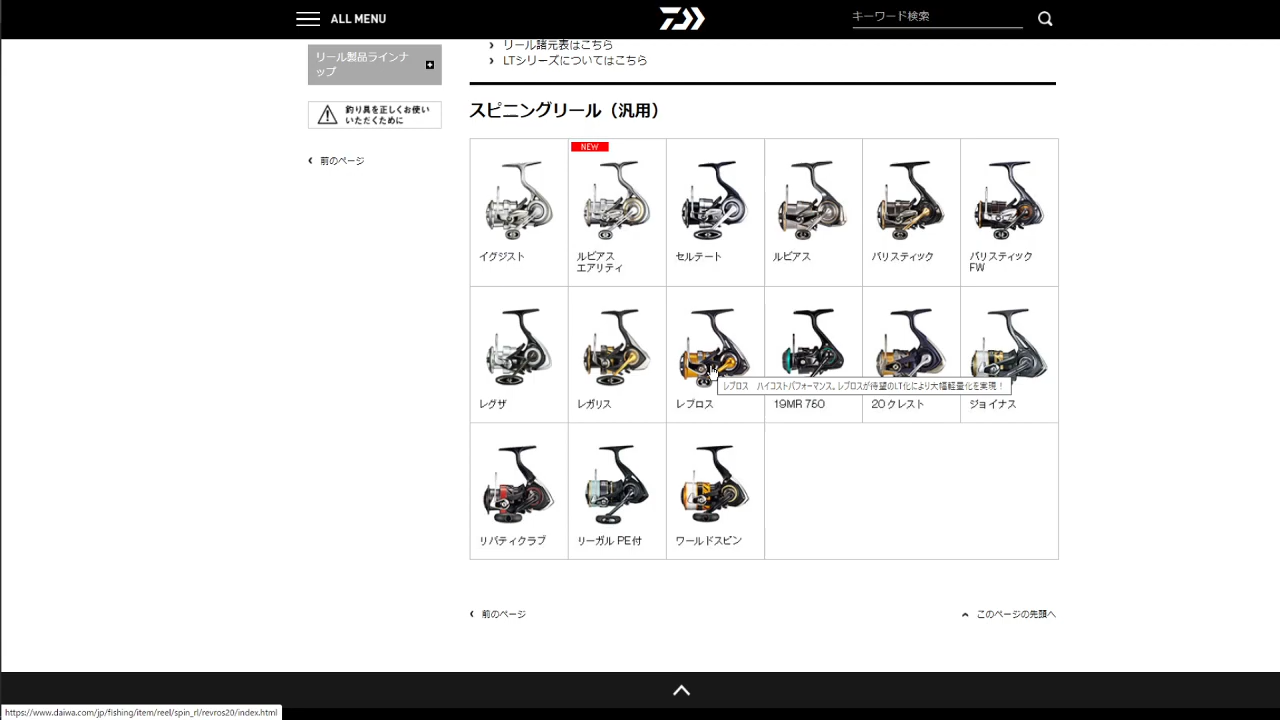 ALL MENU
キーワード検索
リール製品ラインナ
ップ
釣り具を正しくお使い
いただくために
前のページ
リール諸元表はこちら
LTシリーズについてはこちら
スピニングリール（汎用）
NEW
イグジスト
ルビアス
エアリティ
セルテート
ルビアス
バリスティック
バリスティック
FW
レグザ
レガリス
レブロス
19MR 750
20クレスト
ジョイナス
レブロス　ハイコストパフォーマンス。レブロスが待望のLT化により大幅軽量化を実現！
リバティクラブ
リーガル PE付
ワールドスピン
前のページ
このページの先頭へ
https://www.daiwa.com/jp/fishing/item/reel/spin_rl/revros20/index.html